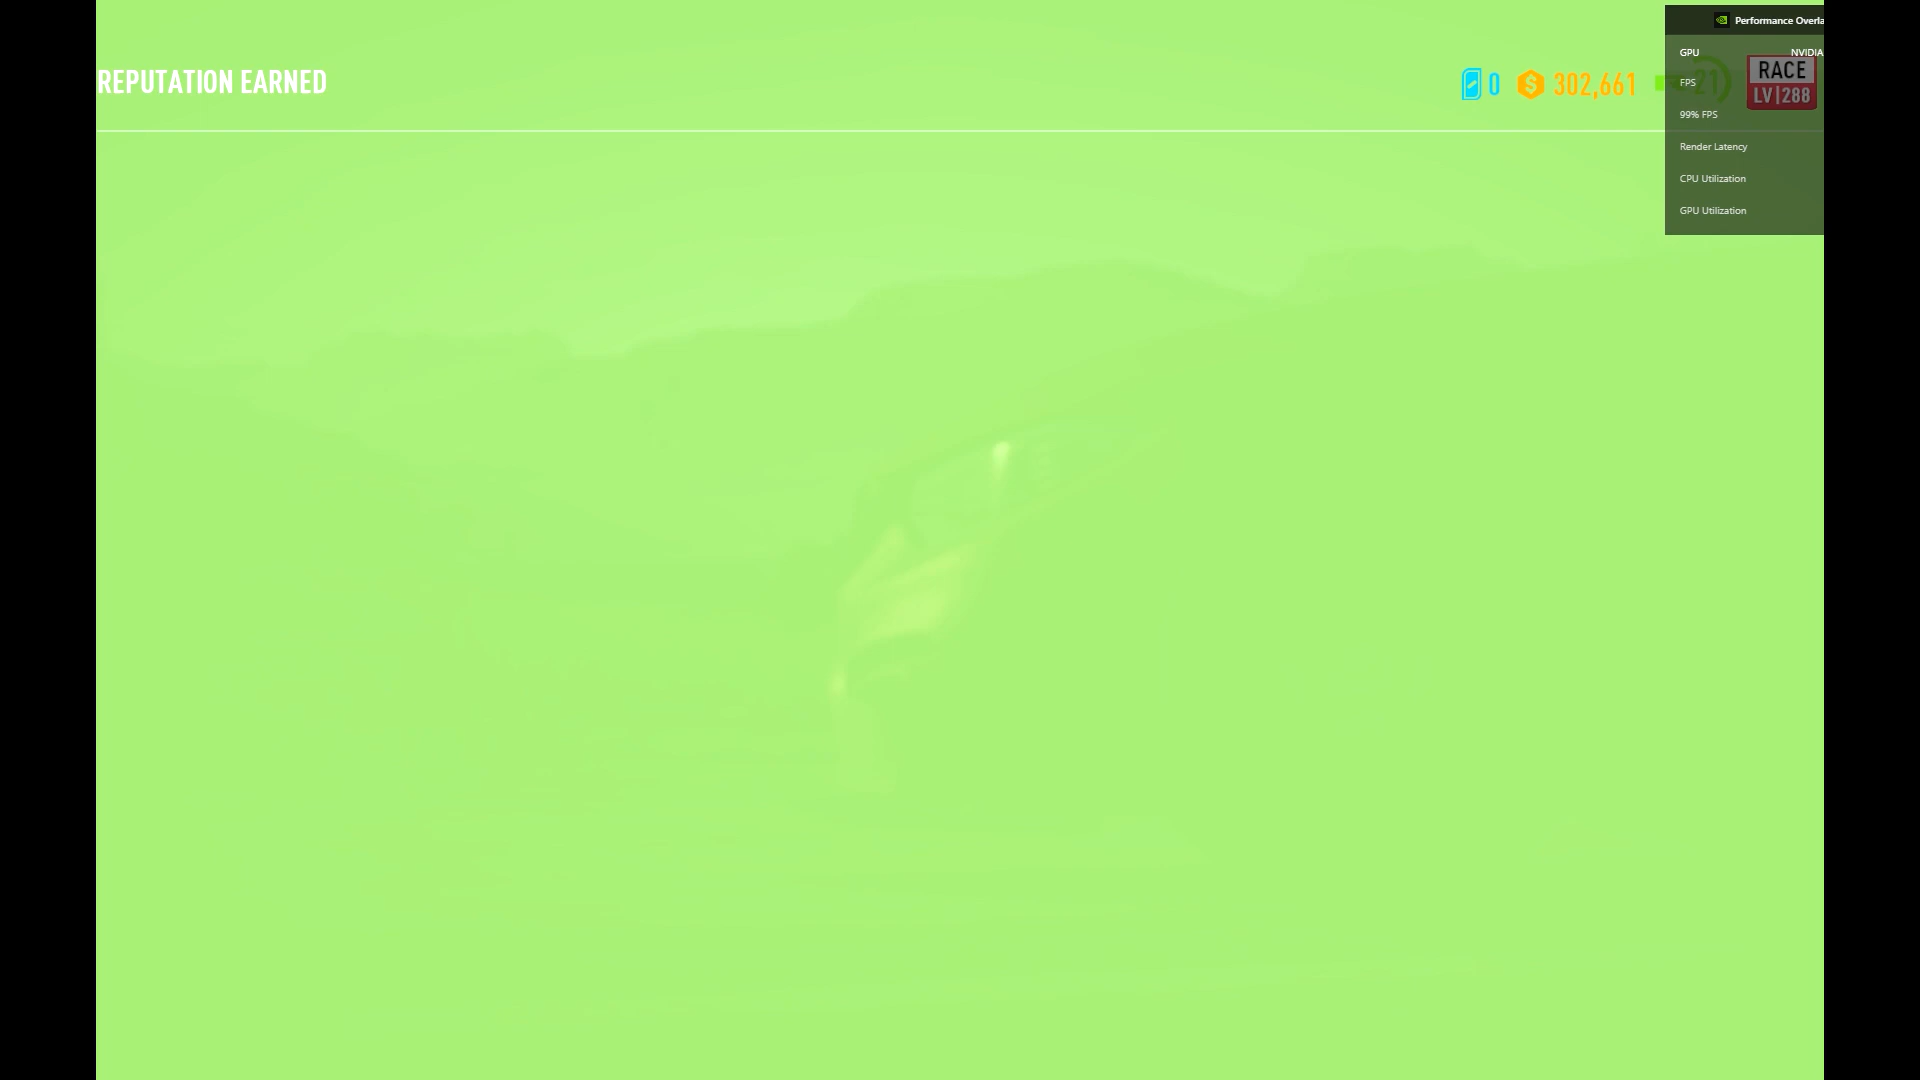 Performance Overla
GPU NVIDIA
REPUTATION EARNED
0 302,661 21 RACE
LV|288
FPS
99% FPS
Render Latency
CPU Utilization
GPU Utilization